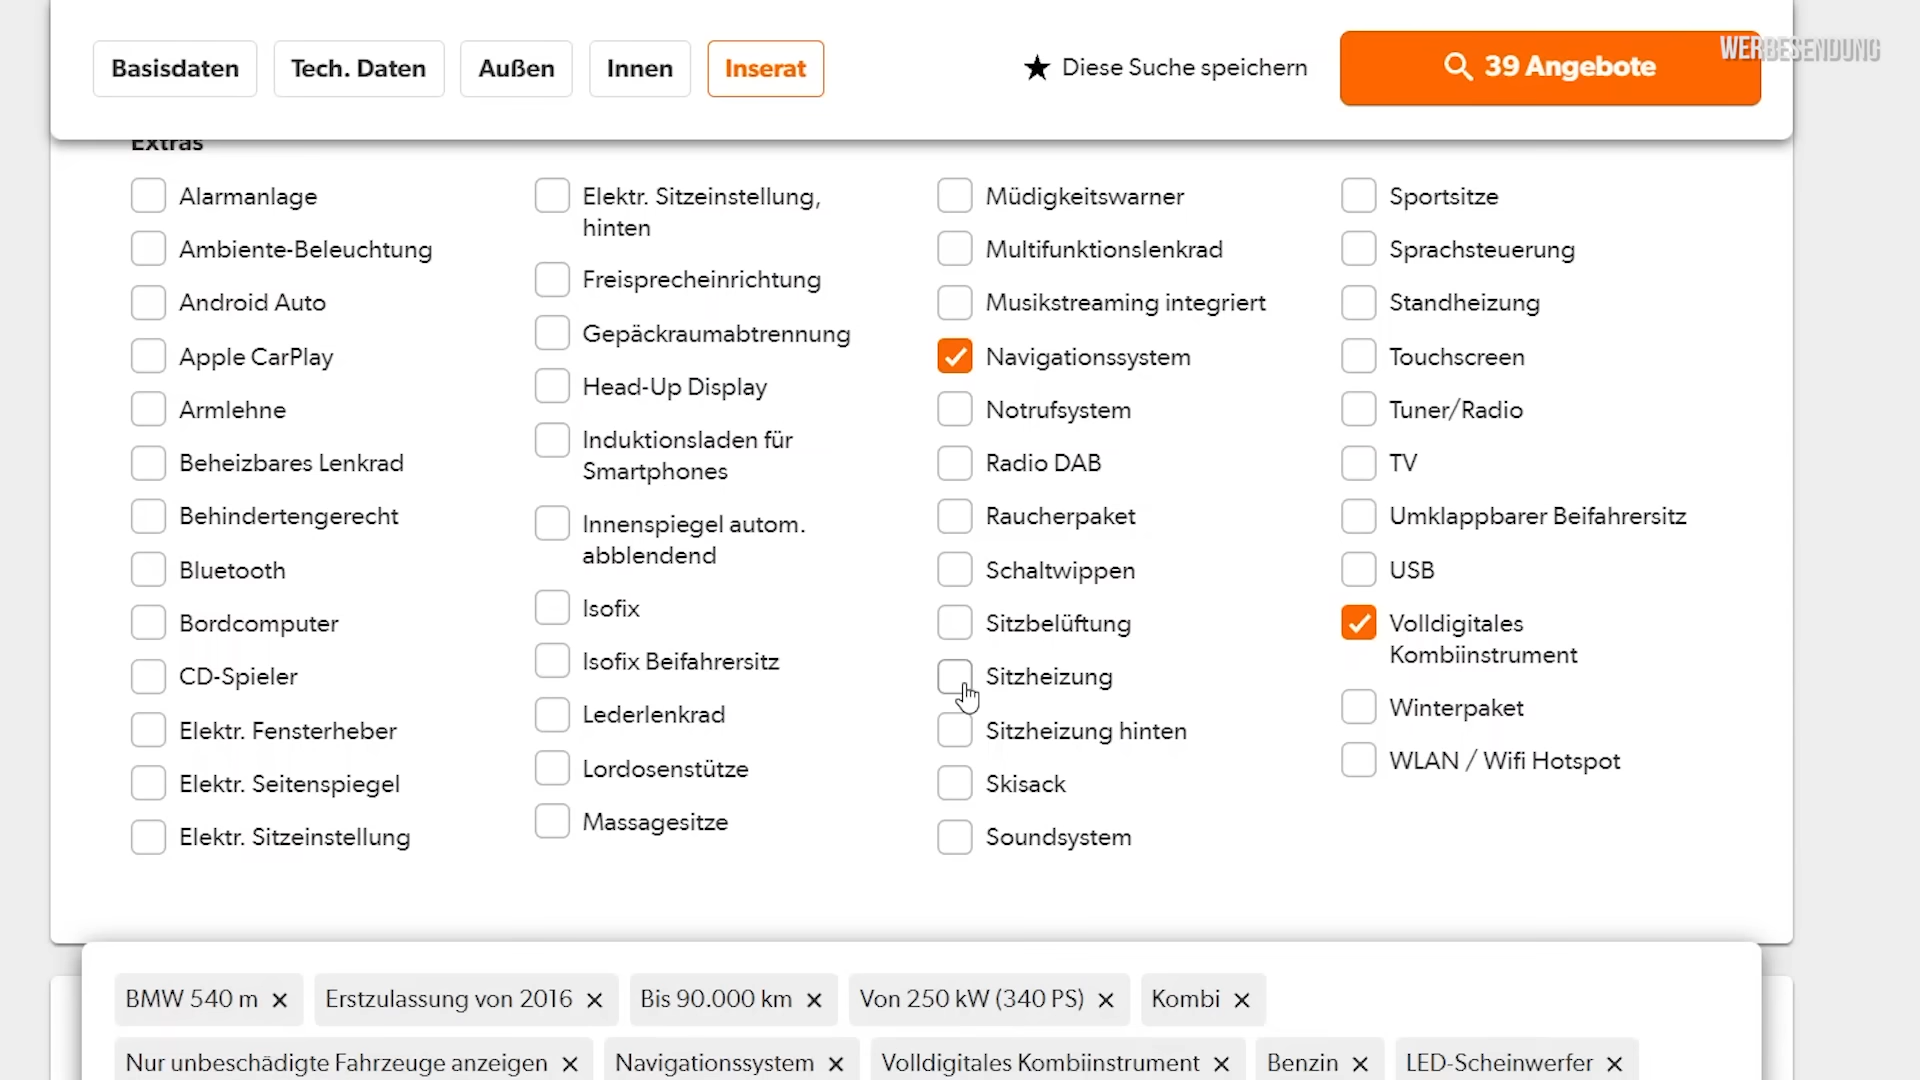 Basisdaten
Tech. Daten
Außen
Innen
Inserat
Diese Suche speichern
39 Angebote
WERBESENDUNG
Extras
Alarmanlage
Ambiente-Beleuchtung
Android Auto
Apple CarPlay
Armlehne
Beheizbares Lenkrad
Behindertengerecht
Bluetooth
Bordcomputer
CD-Spieler
Elektr. Fensterheber
Elektr. Seitenspiegel
Elektr. Sitzeinstellung
Elektr. Sitzeinstellung,
hinten
Freisprecheinrichtung
Gepäckraumabtrennung
Head-Up Display
Induktionsladen für
Smartphones
Innenspiegel autom.
abblendend
Isofix
Isofix Beifahrersitz
Lederlenkrad
Lordosenstütze
Massagesitze
Müdigkeitswarner
Multifunktionslenkrad
Musikstreaming integriert
Navigationssystem
Notrufsystem
Radio DAB
Raucherpaket
Schaltwippen
Sitzbelüftung
Sitzheizung
Sitzheizung hinten
Skisack
Soundsystem
Sportsitze
Sprachsteuerung
Standheizung
Touchscreen
Tuner/Radio
TV
Umklappbarer Beifahrersitz
USB
Volldigitales
Kombiinstrument
Winterpaket
WLAN / Wifi Hotspot
BMW 540 m × Erstzulassung von 2016 × Bis 90.000 km × Von 250 kW (340 PS) × Kombi ×
Nur unbeschädigte Fahrzeuge anzeigen × Navigationssystem × Volldigitales Kombiinstrument × Benzin × LED-Scheinwerfer ×